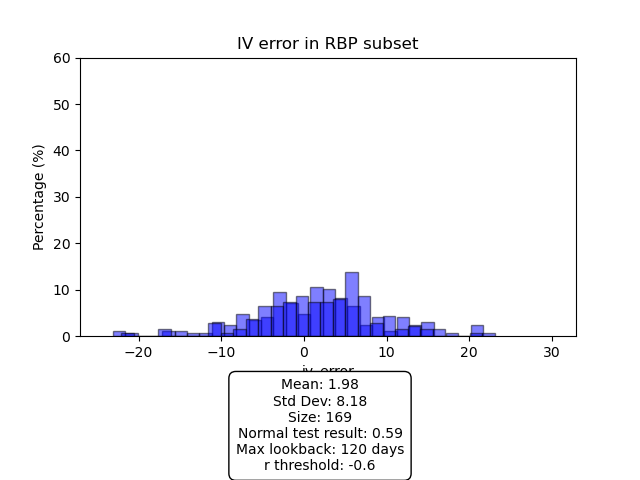 IV error in RBP subset
60
50
40
30
20
10
0
Percentage (%)
−20
−10
0
10
20
30
iv_error
Mean: 1.98
Std Dev: 8.18
Size: 169
Normal test result: 0.59
Max lookback: 120 days
r threshold: -0.6